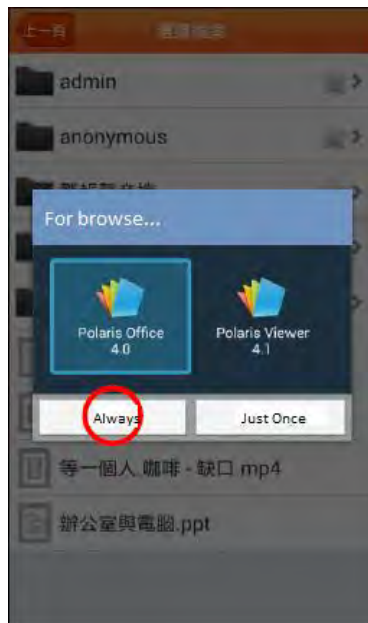 上一頁
admin
anonymous
For browse...
Polaris Office
4.0
Polaris Viewer
4.1
Always
Just Once
等一個人 咖啡 - 缺口 mp4
辦公室與電腦.ppt